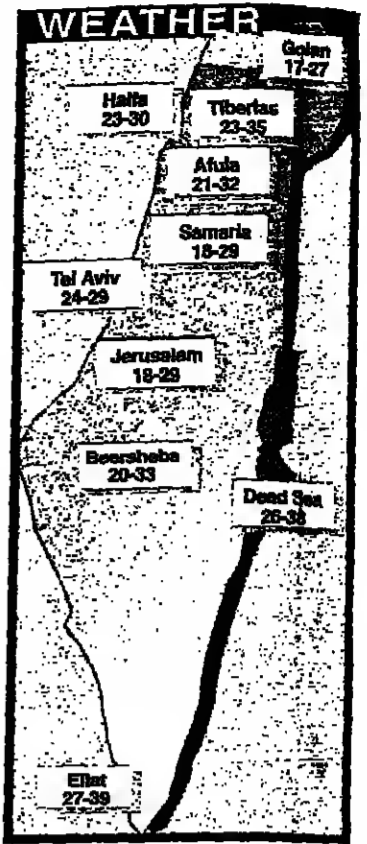 WEATHER
Golan
17-27
Haifa
23-30
Tiberias
23-35
Afula
21-32
Samaria
18-29
Tel Aviv
24-29
Jerusalem
18-29
Beersheba
20-33
Dead Sea
26-38
Eilat
27-39